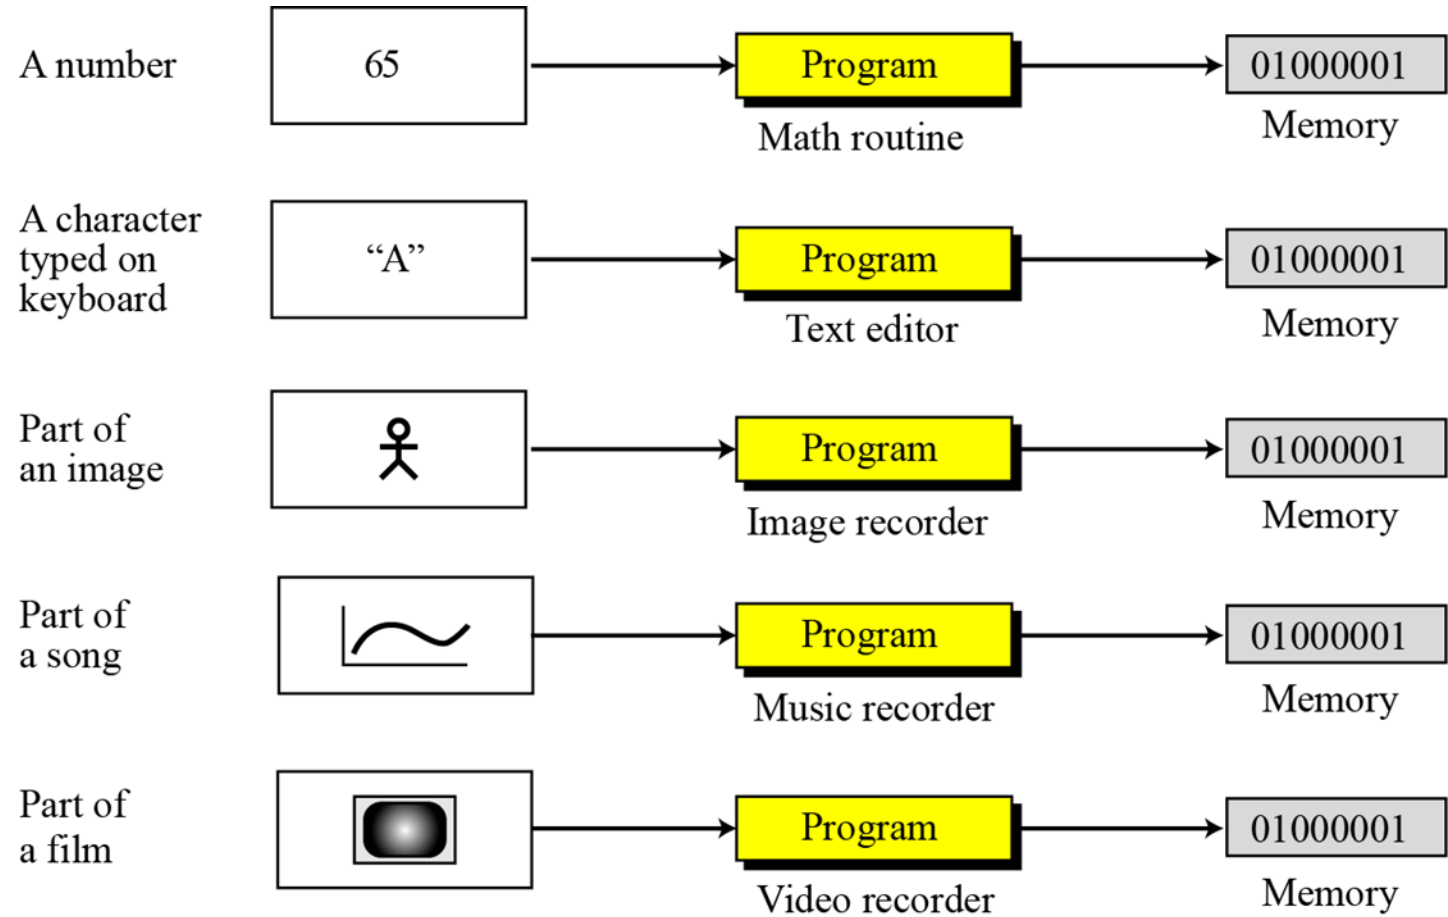 A number
65
Program
01000001
Math routine
Memory
A character
typed on
keyboard
“A”
Program
01000001
Text editor
Memory
Part of
an image
Program
01000001
Image recorder
Memory
Part of
a song
Program
01000001
Music recorder
Memory
Part of
a film
Program
01000001
Video recorder
Memory